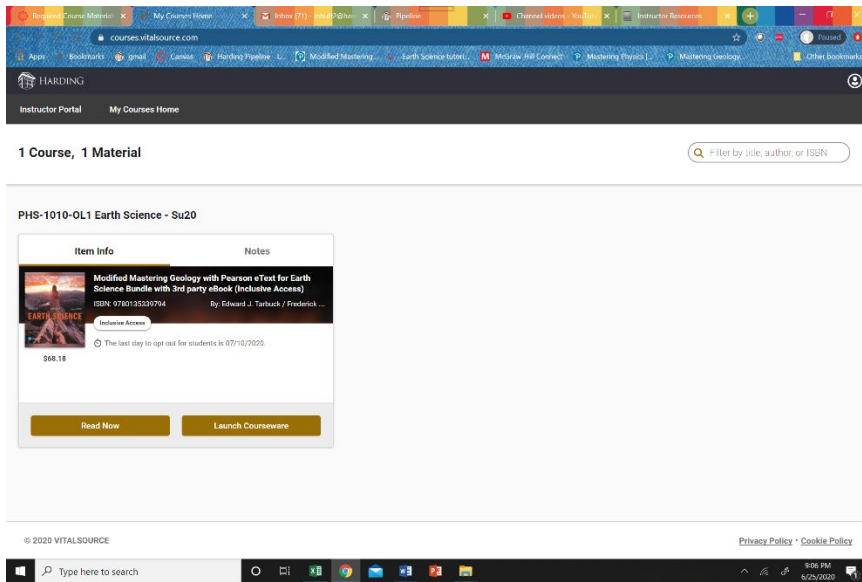 Required Course Material
My Courses Home
Inbox (71)
Pipeline
Channel videos - YouTube
Instructor Resources
courses.vitalsource.com
Paused
Apps
Bookmarks
gmail
Canvas
Harding Pipeline
Modified Mastering...
Earth Science tutori...
McGraw Hill Connect
Mastering Physics |...
Mastering Geology...
Other bookmarks
HARDING
Instructor Portal
My Courses Home
1 Course, 1 Material
Filter by title, author, or ISBN
PHS-1010-OL1 Earth Science - Su20
Item Info
Notes
EARTH SCIENCE
Modified Mastering Geology with Pearson eText for Earth
Science Bundle with 3rd party eBook (Inclusive Access)
ISBN: 9780135339794 By: Edward J. Tarbuck / Frederick ...
Inclusive Access
The last day to opt out for students is 07/10/2020.
$68.18
Read Now
Launch Courseware
© 2020 VITALSOURCE
Privacy Policy • Cookie Policy
Type here to search
9:06 PM
6/25/2020